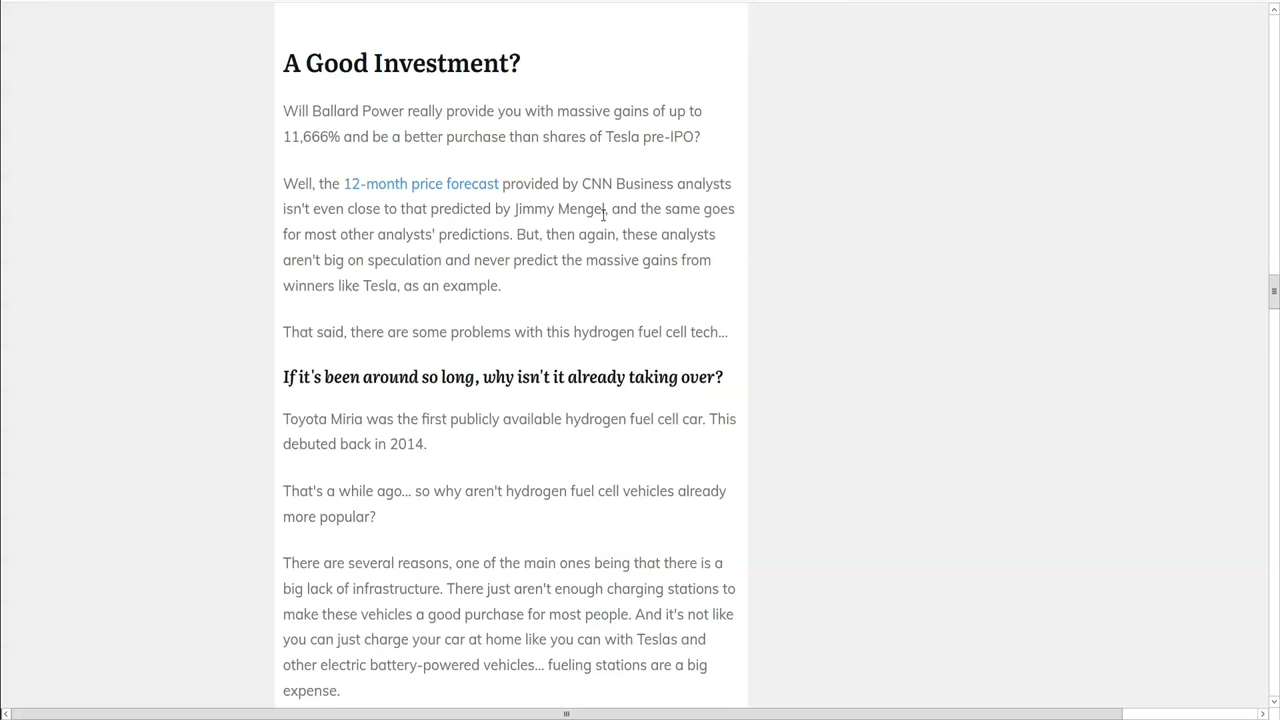 A Good Investment?
Will Ballard Power really provide you with massive gains of up to
11,666% and be a better purchase than shares of Tesla pre-IPO?
Well, the 12-month price forecast provided by CNN Business analysts
isn't even close to that predicted by Jimmy Mengel, and the same goes
for most other analysts' predictions. But, then again, these analysts
aren't big on speculation and never predict the massive gains from
winners like Tesla, as an example.
That said, there are some problems with this hydrogen fuel cell tech...
If it's been around so long, why isn't it already taking over?
Toyota Miria was the first publicly available hydrogen fuel cell car. This
debuted back in 2014.
That's a while ago... so why aren't hydrogen fuel cell vehicles already
more popular?
There are several reasons, one of the main ones being that there is a
big lack of infrastructure. There just aren't enough charging stations to
make these vehicles a good purchase for most people. And it's not like
you can just charge your car at home like you can with Teslas and
other electric battery-powered vehicles... fueling stations are a big
expense.